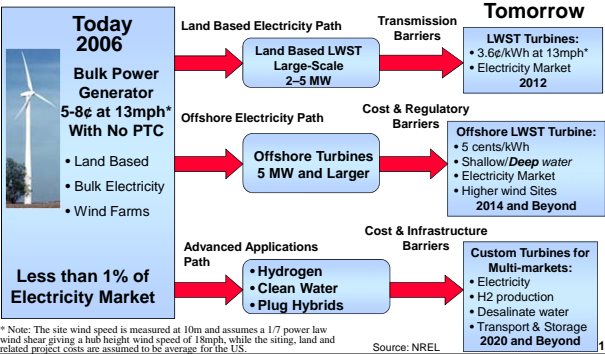 Today
2006
Bulk Power
Generator
5-8¢ at 13mph*
With No PTC
• Land Based
• Bulk Electricity
• Wind Farms
Less than 1% of
Electricity Market
Land Based Electricity Path
Land Based LWST
Large-Scale
2–5 MW
Transmission
Barriers
Tomorrow
LWST Turbines:
• 3.6¢/kWh at 13mph*
• Electricity Market
2012
Offshore Electricity Path
Offshore Turbines
5 MW and Larger
Cost & Regulatory
Barriers
Offshore LWST Turbine:
• 5 cents/kWh
• Shallow/Deep water
• Electricity Market
• Higher wind Sites
2014 and Beyond
Advanced Applications
Path
• Hydrogen
• Clean Water
• Plug Hybrids
Cost & Infrastructure
Barriers
Custom Turbines for
Multi-markets:
• Electricity
• H2 production
• Desalinate water
• Transport & Storage
2020 and Beyond
* Note: The site wind speed is measured at 10m and assumes a 1/7 power law
wind shear giving a hub height wind speed of 18mph, while the siting, land and
related project costs are assumed to be average for the US.
Source: NREL
1